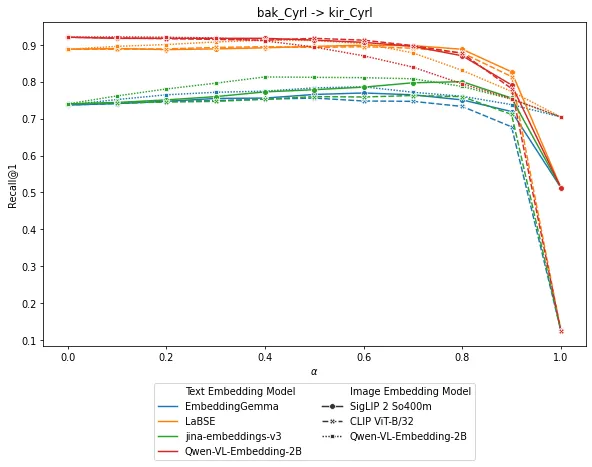 bak_Cyrl -> kir_Cyrl
Recall@1
0.9
0.8
0.7
0.6
0.5
0.4
0.3
0.2
0.1
0.0 0.2 0.4 0.6 0.8 1.0
α
Text Embedding Model Image Embedding Model
EmbeddingGemma SigLIP 2 So400m
LaBSE CLIP ViT-B/32
jina-embeddings-v3 Qwen-VL-Embedding-2B
Qwen-VL-Embedding-2B